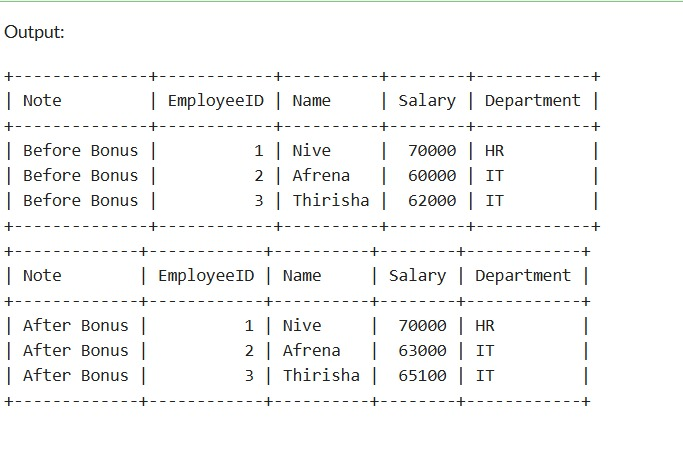 Output:
+--------------+------------+----------+--------+------------+
| Note         | EmployeeID | Name     | Salary | Department |
+--------------+------------+----------+--------+------------+
| Before Bonus |          1 | Nive     |  70000 | HR         |
| Before Bonus |          2 | Afrena   |  60000 | IT         |
| Before Bonus |          3 | Thirisha |  62000 | IT         |
+--------------+------------+----------+--------+------------+
+-------------+------------+----------+--------+------------+
| Note        | EmployeeID | Name     | Salary | Department |
+-------------+------------+----------+--------+------------+
| After Bonus |          1 | Nive     |  70000 | HR         |
| After Bonus |          2 | Afrena   |  63000 | IT         |
| After Bonus |          3 | Thirisha |  65100 | IT         |
+-------------+------------+----------+--------+------------+